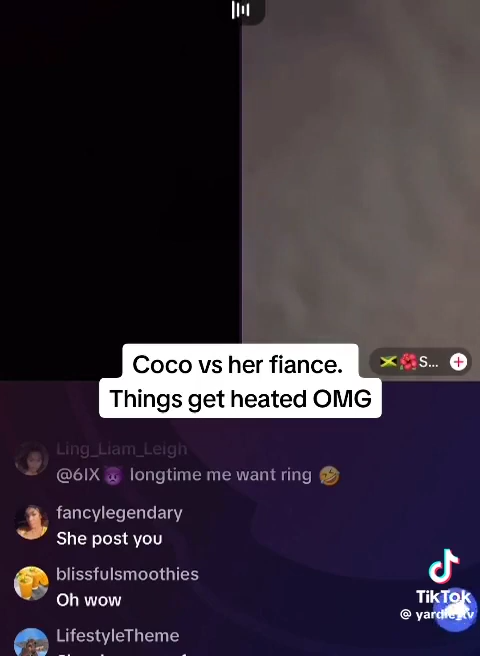 S...
Coco vs her fiance.
Things get heated OMG
Ling_Liam_Leigh
@6IX😈 longtime me want ring 🤣
fancylegendary
She post you
blissfulsmoothies
Oh wow
LifestyleTheme
TikTok